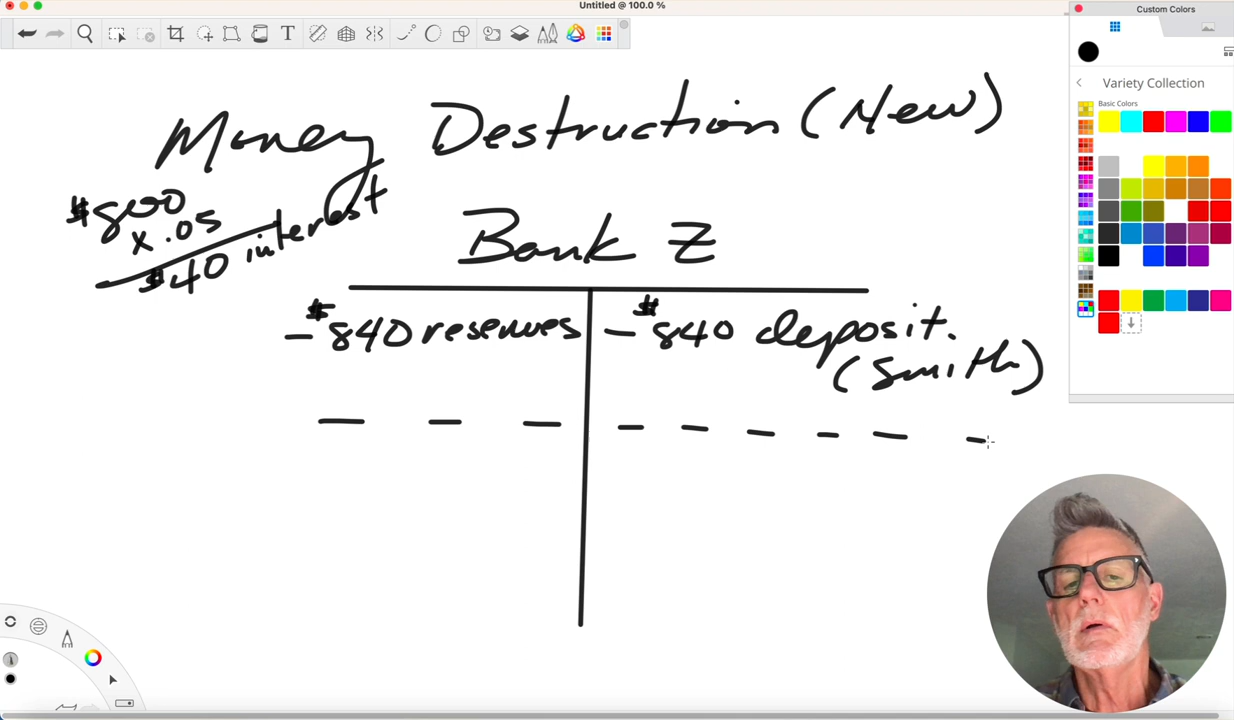 Untitled @ 100.0 %
Custom Colors
Variety Collection
Basic Colors
T
Money Destruction (New)
$800
x .05
$40 interest
Bank Z
-$840 reserves
-$840 deposit.
(Smith)